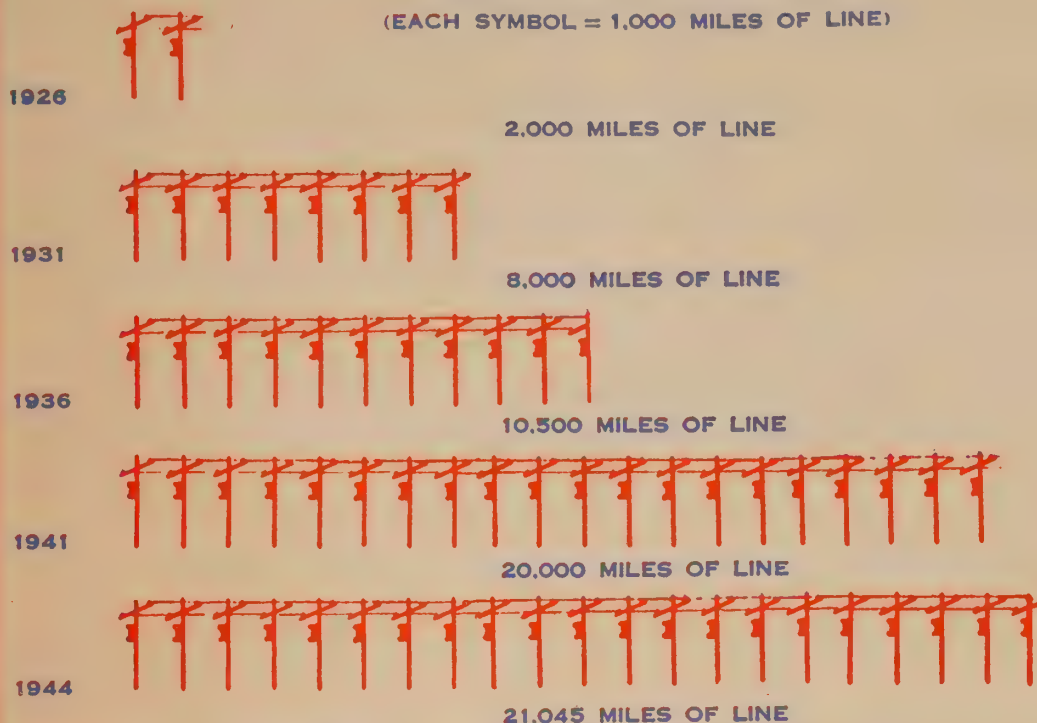 (EACH SYMBOL = 1,000 MILES OF LINE)
1926
2,000 MILES OF LINE
1931
8,000 MILES OF LINE
1936
10,500 MILES OF LINE
1941
20,000 MILES OF LINE
1944
21,045 MILES OF LINE